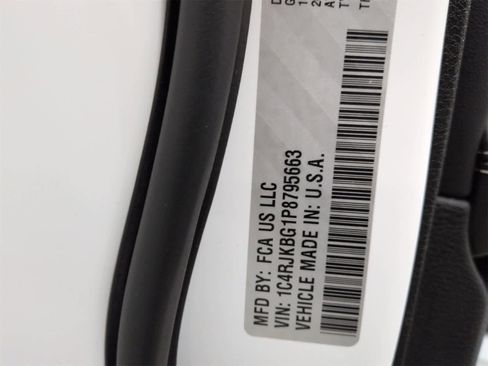 MFD BY: FCA US LLC
VIN: 1C4RJKBG1P8795663
VEHICLE MADE IN: U.S.A.